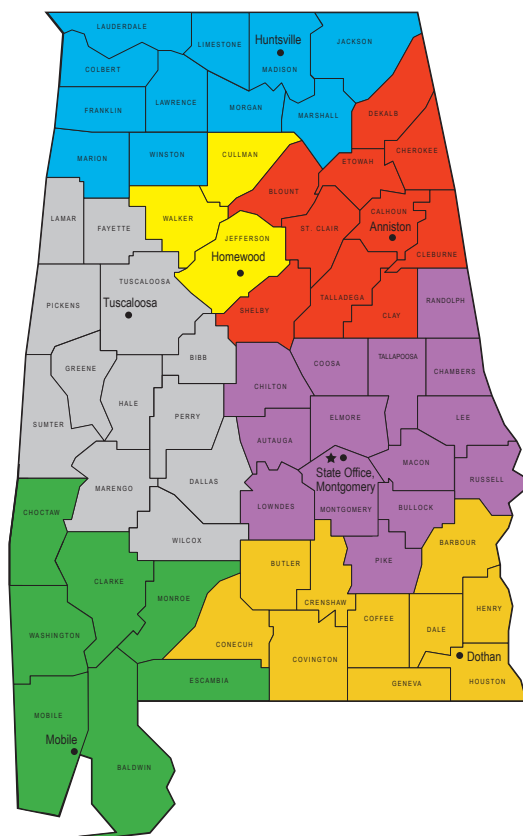 LAUDERDALE
LIMESTONE
Huntsville
MADISON
JACKSON
COLBERT
FRANKLIN
LAWRENCE
MORGAN
MARSHALL
DEKALB
CHEROKEE
MARION
WINSTON
CULLMAN
ETOWAH
BLOUNT
LAMAR
FAYETTE
WALKER
JEFFERSON
Homewood
ST. CLAIR
CALHOUN
Anniston
CLEBURNE
TUSCALOOSA
Tuscaloosa
PICKENS
SHELBY
TALLADEGA
CLAY
RANDOLPH
GREENE
HALE
BIBB
CHILTON
COOSA
TALLAPOOSA
CHAMBERS
SUMTER
PERRY
AUTAUGA
ELMORE
LEE
MACON
State Office,
Montgomery
MARENGO
DALLAS
LOWNDES
MONTGOMERY
BULLOCK
RUSSELL
CHOCTAW
WILCOX
BUTLER
CRENSHAW
PIKE
BARBOUR
CLARKE
MONROE
CONECUH
COVINGTON
COFFEE
DALE
HENRY
Dothan
HOUSTON
GENEVA
WASHINGTON
ESCAMBIA
MOBILE
Mobile
BALDWIN